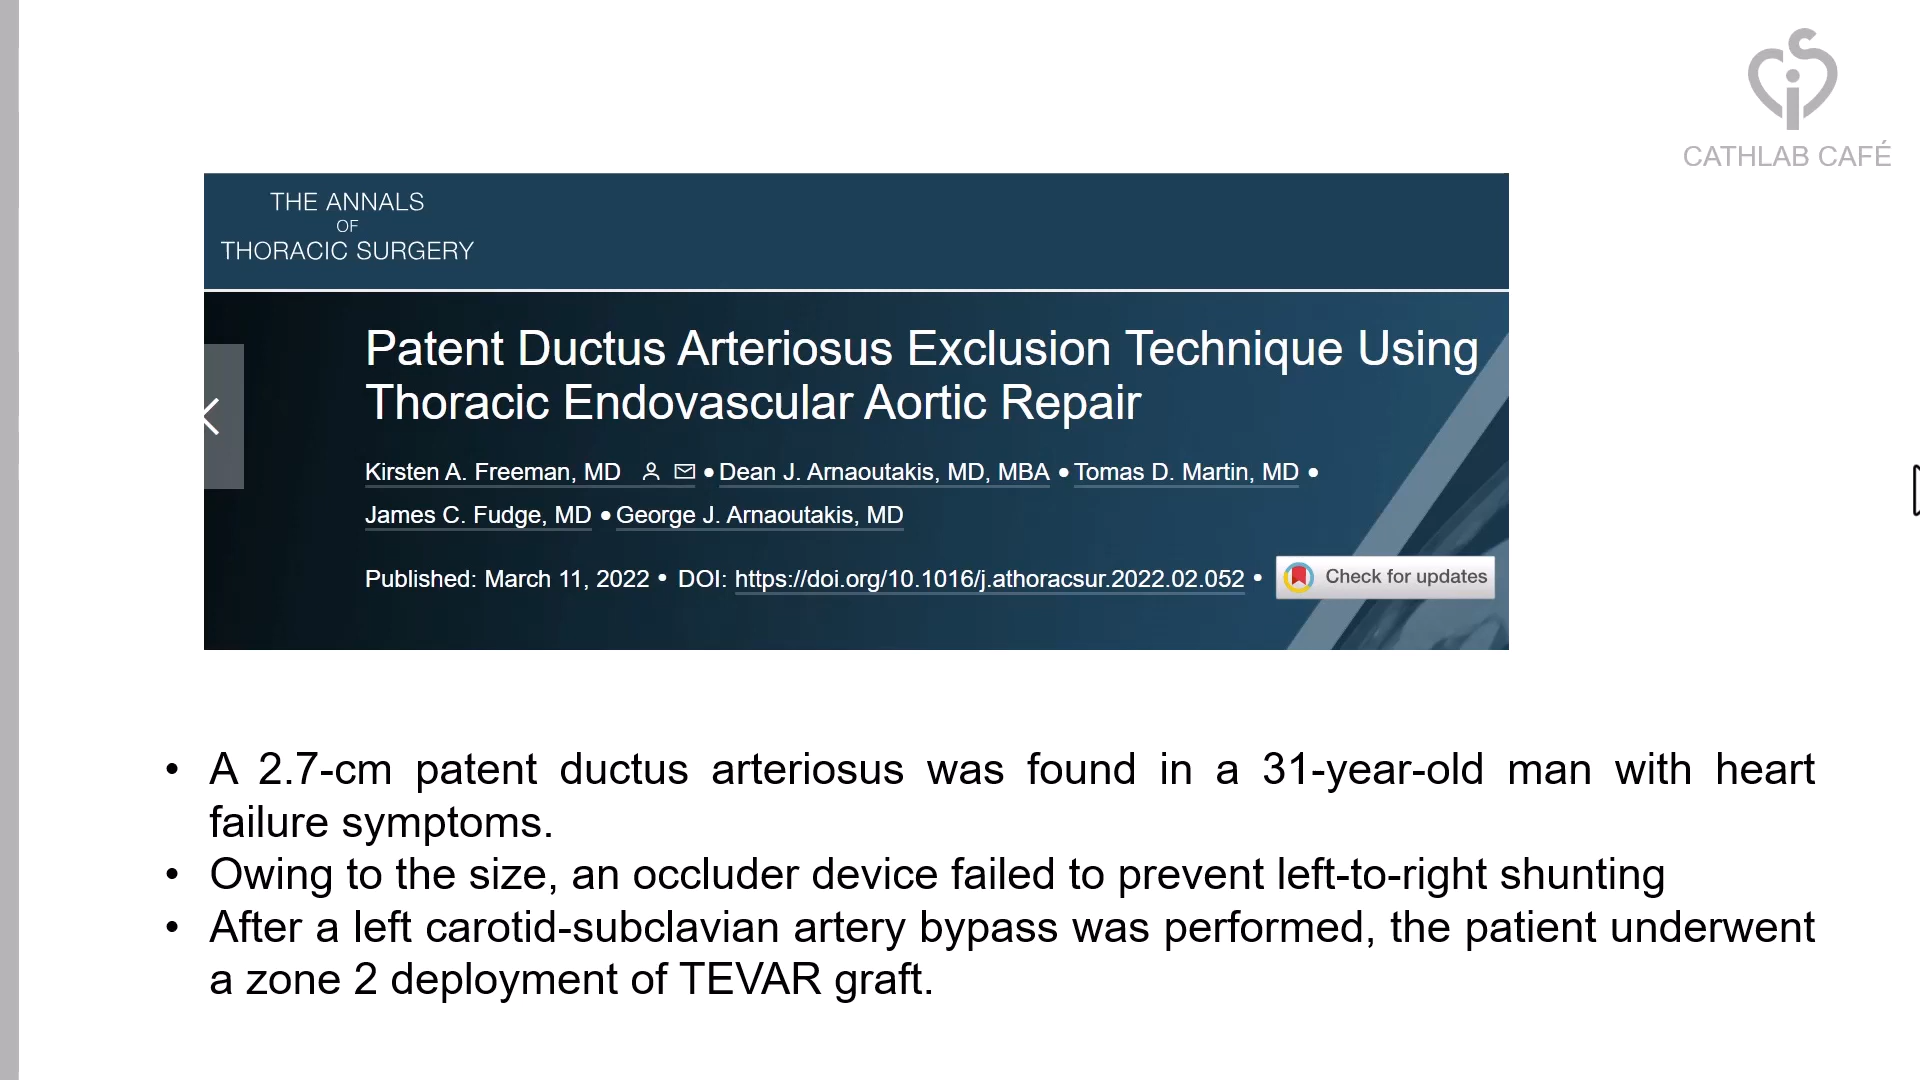 CATHLAB CAFÉ
THE ANNALS
OF
THORACIC SURGERY
Patent Ductus Arteriosus Exclusion Technique Using
Thoracic Endovascular Aortic Repair
Kirsten A. Freeman, MD • Dean J. Arnaoutakis, MD, MBA • Tomas D. Martin, MD •
James C. Fudge, MD • George J. Arnaoutakis, MD
Published: March 11, 2022 • DOI: https://doi.org/10.1016/j.athoracsur.2022.02.052 • Check for updates
• A 2.7-cm patent ductus arteriosus was found in a 31-year-old man with heart
failure symptoms.
• Owing to the size, an occluder device failed to prevent left-to-right shunting
• After a left carotid-subclavian artery bypass was performed, the patient underwent
a zone 2 deployment of TEVAR graft.